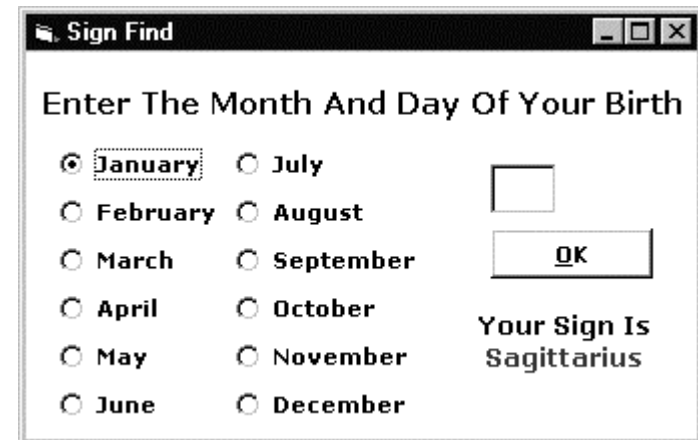 Sign Find
Enter The Month And Day Of Your Birth
January
July
February
August
March
September
April
October
May
November
June
December
OK
Your Sign Is
Sagittarius